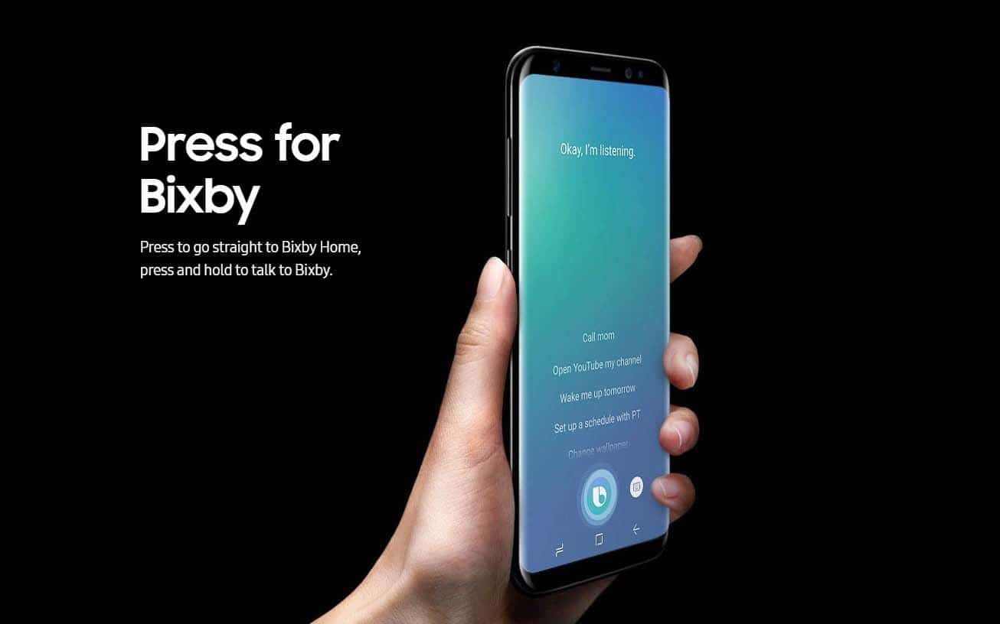 Press for
Bixby
Press to go straight to Bixby Home,
press and hold to talk to Bixby.
Okay, I'm listening.
Call mom
Open YouTube my channel
Wake me up tomorrow
Set up a schedule with PT
Change wallpaper